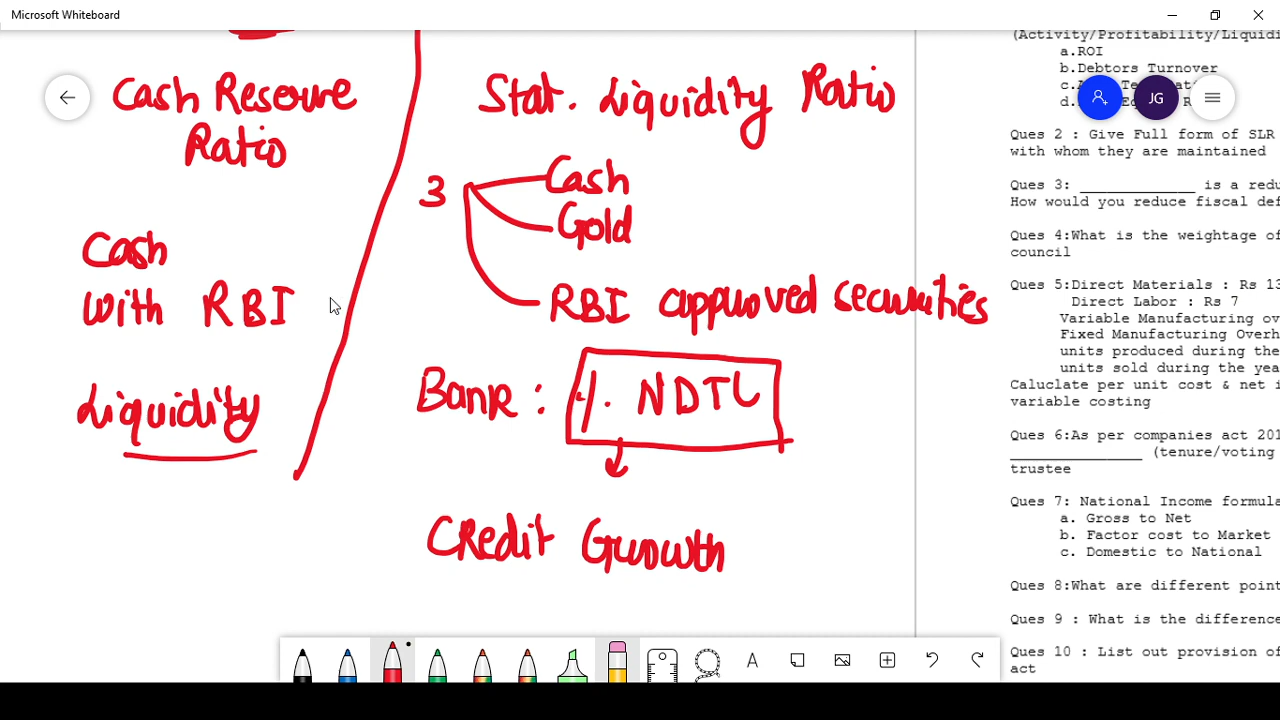 Microsoft Whiteboard
Cash Reserve
Ratio
Cash
with RBI
Liquidity
Stat. Liquidity Ratio
3
Cash
Gold
RBI approved securities
Bank : %. NDTL
Credit Growth
JG
(Activity/Profitability/Liquidi
a.ROI
b.Debtors Turnover
d.
Ques 2 : Give Full form of SLR
with whom they are maintained
Ques 3: _____________ is a redu
How would you reduce fiscal def
Ques 4:What is the weightage of
council
Ques 5:Direct Materials : Rs 13
Direct Labor : Rs 7
Variable Manufacturing ov
Fixed Manufacturing Overh
units produced during the
units sold during the yea
Caluclate per unit cost & net i
variable costing
Ques 6:As per companies act 201
_______________ (tenure/voting
trustee
Ques 7: National Income formula
a. Gross to Net
b. Factor cost to Market
c. Domestic to National
Ques 8:What are different point
Ques 9 : What is the difference
Ques 10 : List out provision of
act